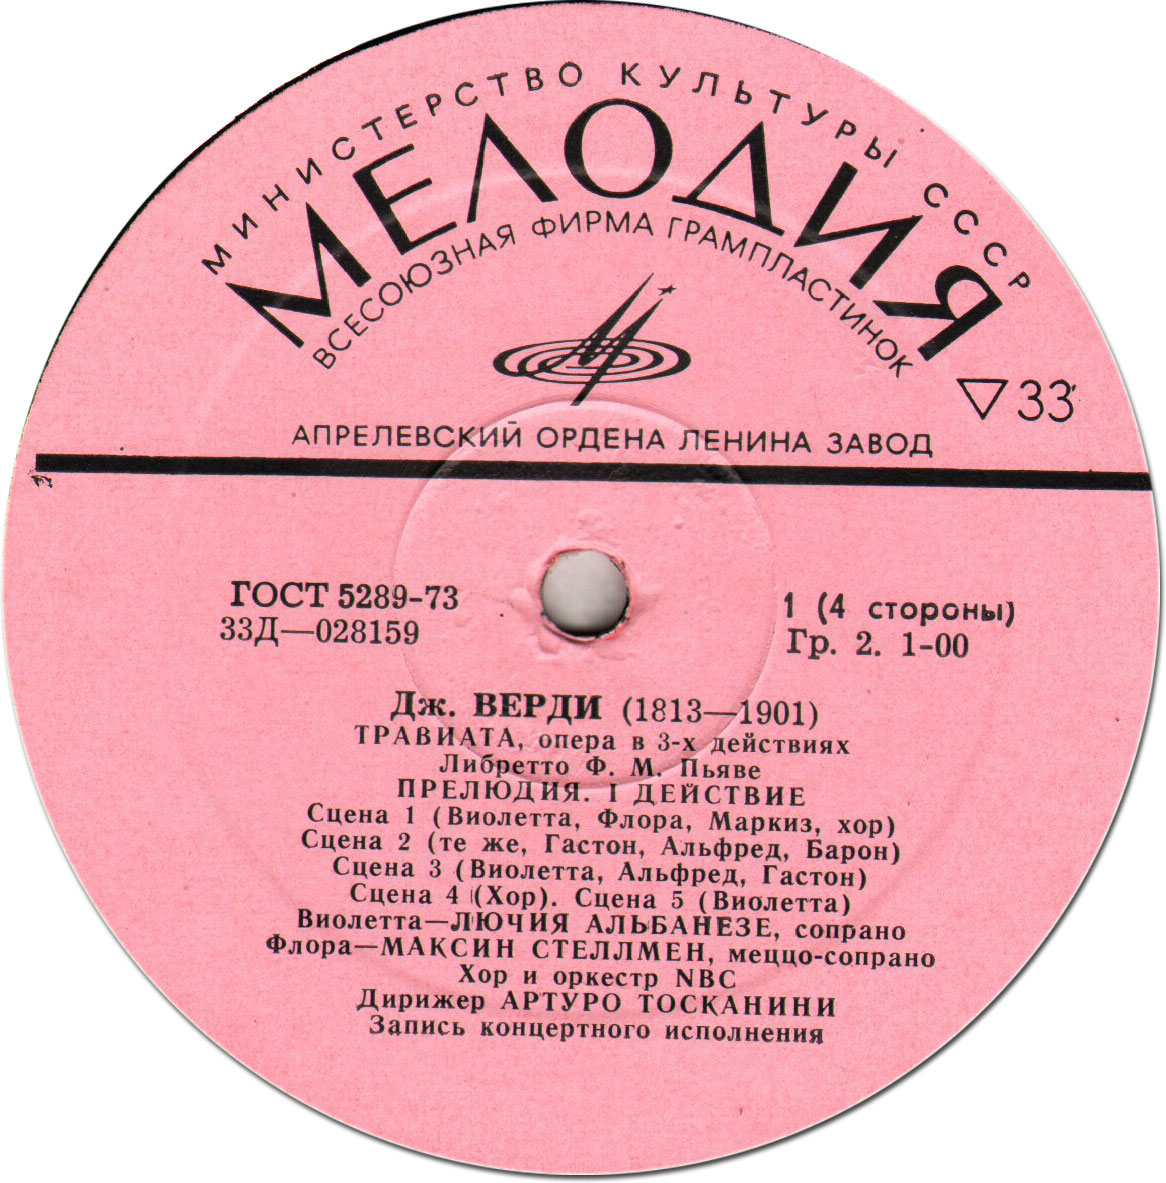 МИНИСТЕРСТВО КУЛЬТУРЫ СССР
МЕЛОДИЯ
ВСЕСОЮЗНАЯ ФИРМА ГРАМПЛАСТИНОК
33
АПРЕЛЕВСКИЙ ОРДЕНА ЛЕНИНА ЗАВОД
3
ГОСТ 5289-73
33Д—028159
1 (4 стороны)
Гр. 2. 1-00
Дж. ВЕРДИ (1813—1901)
ТРАВИАТА, опера в 3-х действиях
Либретто Ф. М. Пьяве
ПРЕЛЮДИЯ. I ДЕЙСТВИЕ
Сцена 1 (Виолетта, Флора, Маркиз, хор)
Сцена 2 (те же, Гастон, Альфред, Барон)
Сцена 3 (Виолетта, Альфред, Гастон)
Сцена 4 (Хор). Сцена 5 (Виолетта)
Виолетта—ЛЮЧИЯ АЛЬБАНЕЗЕ, сопрано
Флора—МАКСИН СТЕЛЛМЕН, меццо-сопрано
Хор и оркестр NBC
Дирижер АРТУРО ТОСКАНИНИ
Запись концертного исполнения